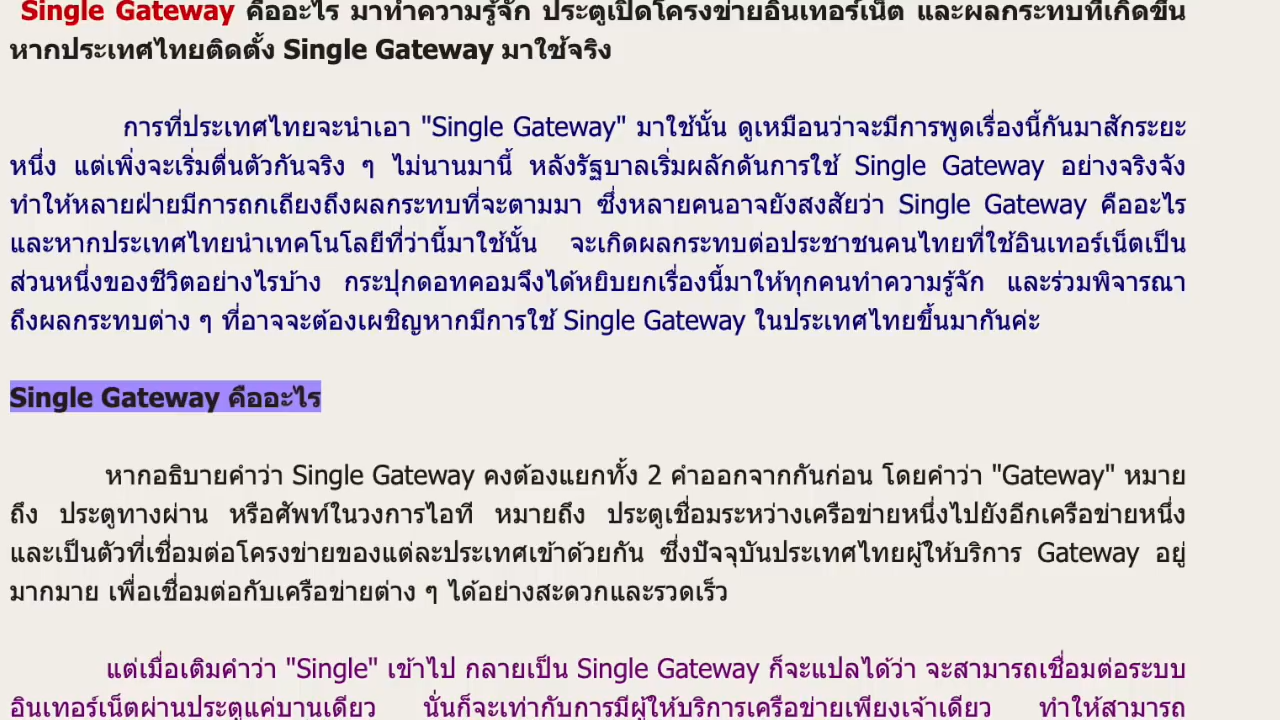 Single Gateway คืออะไร มาทำความรู้จัก ประตูเปิดโครงข่ายอินเทอร์เน็ต และผลกระทบที่เกิดขึ้น
หากประเทศไทยติดตั้ง Single Gateway มาใช้จริง
การที่ประเทศไทยจะนำเอา "Single Gateway" มาใช้นั้น ดูเหมือนว่าจะมีการพูดเรื่องนี้กันมาสักระยะ
หนึ่ง แต่เพิ่งจะเริ่มตื่นตัวกันจริง ๆ ไม่นานมานี้ หลังรัฐบาลเริ่มผลักดันการใช้ Single Gateway อย่างจริงจัง
ทำให้หลายฝ่ายมีการถกเถียงถึงผลกระทบที่จะตามมา ซึ่งหลายคนอาจยังสงสัยว่า Single Gateway คืออะไร
และหากประเทศไทยนำเทคโนโลยีที่ว่านี้มาใช้นั้น จะเกิดผลกระทบต่อประชาชนคนไทยที่ใช้อินเทอร์เน็ตเป็น
ส่วนหนึ่งของชีวิตอย่างไรบ้าง กระปุกดอทคอมจึงได้หยิบยกเรื่องนี้มาให้ทุกคนทำความรู้จัก และร่วมพิจารณา
ถึงผลกระทบต่าง ๆ ที่อาจจะต้องเผชิญหากมีการใช้ Single Gateway ในประเทศไทยขึ้นมากันค่ะ
Single Gateway คืออะไร
หากอธิบายคำว่า Single Gateway คงต้องแยกทั้ง 2 คำออกจากกันก่อน โดยคำว่า "Gateway" หมาย
ถึง ประตูทางผ่าน หรือศัพท์ในวงการไอที หมายถึง ประตูเชื่อมระหว่างเครือข่ายหนึ่งไปยังอีกเครือข่ายหนึ่ง
และเป็นตัวที่เชื่อมต่อโครงข่ายของแต่ละประเทศเข้าด้วยกัน ซึ่งปัจจุบันประเทศไทยผู้ให้บริการ Gateway อยู่
มากมาย เพื่อเชื่อมต่อกับเครือข่ายต่าง ๆ ได้อย่างสะดวกและรวดเร็ว
แต่เมื่อเติมคำว่า "Single" เข้าไป กลายเป็น Single Gateway ก็จะแปลได้ว่า จะสามารถเชื่อมต่อระบบ
อินเทอร์เน็ตผ่านประตูแค่บานเดียว นั่นก็จะเท่ากับการมีผู้ให้บริการเครือข่ายเพียงเจ้าเดียว ทำให้สามารถ